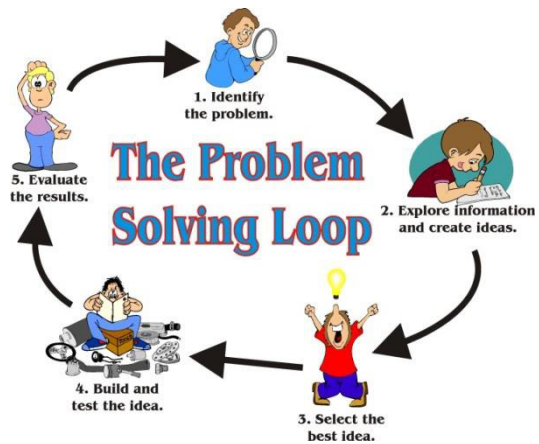 The Problem
Solving Loop
1. Identify
the problem.
2. Explore information
and create ideas.
3. Select the
best idea.
4. Build and
test the idea.
5. Evaluate
the results.